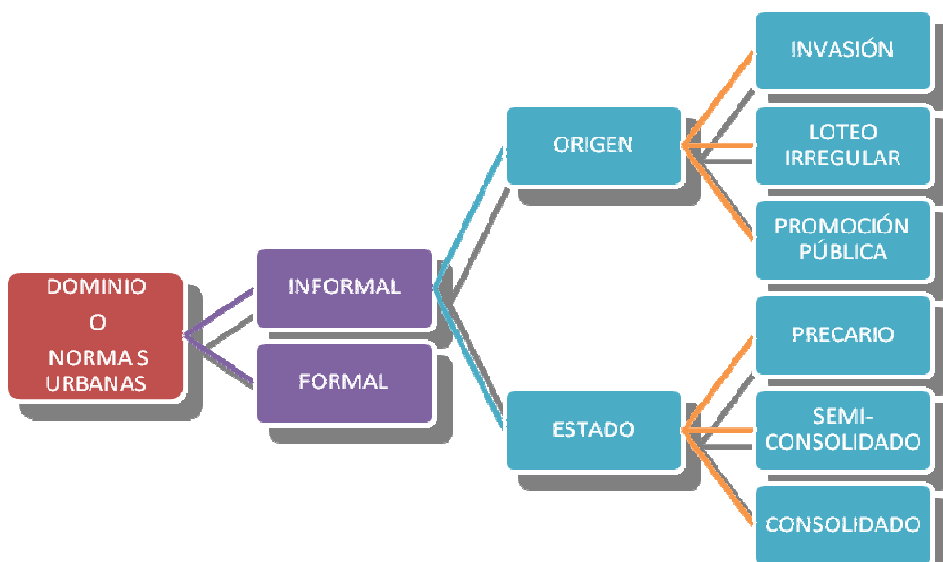 DOMINIO
O
NORMAS
URBANAS
INFORMAL
FORMAL
ORIGEN
ESTADO
INVASIÓN
LOTEO
IRREGULAR
PROMOCIÓN
PÚBLICA
PRECARIO
SEMI-
CONSOLIDADO
CONSOLIDADO